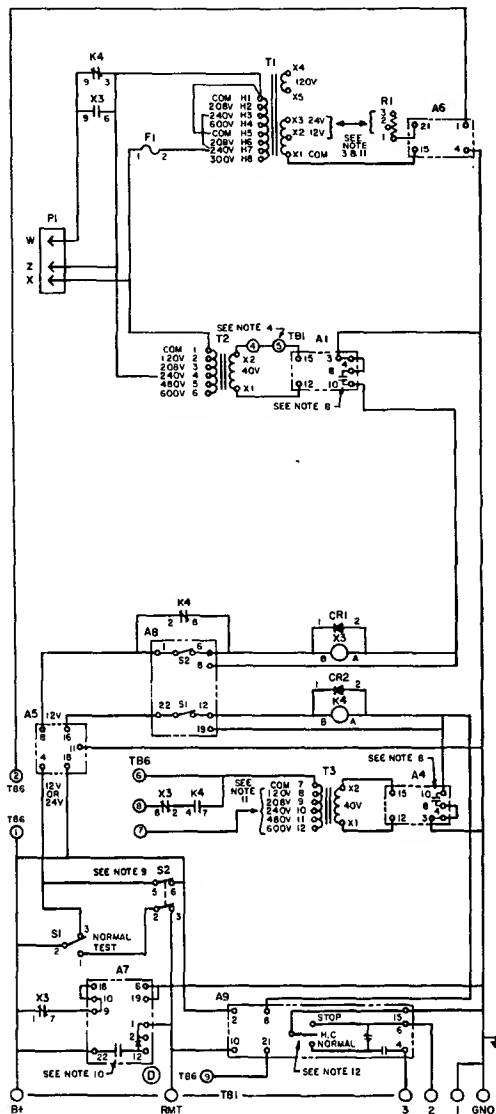 K4
9 3
X3
9 6
F1
1 2
P1
W
Z
X
T1
X4
120V
X5
COM H1
208V H2
240V H3
600V H4
COM H5
208V H6
240V H7
300V H8
X3 24V
X2 12V
X1 COM
SEE NOTE 3 & 11
R1
3
2
1
A6
21 1
15 4
SEE NOTE 4
T2
COM 1
120V 2
208V 3
240V 4
480V 5
600V 6
X2
40V
X1
4 5
TB1
A1
15 3
4
8
12 10
SEE NOTE 8
K4
2 8
A8
1 6
S2
8
22 S1 12
19
CR1
1 2
X3
B A
CR2
1 2
K4
B A
A5
12V
8 16
11
4 18
12V OR 24V
2
TB6
1
TB6
TB6
6
8
7
X3
8 2
K4
4 7
SEE NOTE 11
COM 7
120V 8
208V 9
240V 10
480V 11
600V 12
T3
X2
40V
X1
SEE NOTE 8
A4
15 10
8
4
12 3
SEE NOTE 9
S2
5 6
2 3
S1
3
2
1
NORMAL
TEST
X3
1 7
A7
18 6
10 19
9
1
2
22 12
SEE NOTE 10
D
A9
2 8
STOP
15
6
H.C
NORMAL
10 21
4
SEE NOTE 12
TB6 9
TB1
B+
RMT
3
2
1
GND